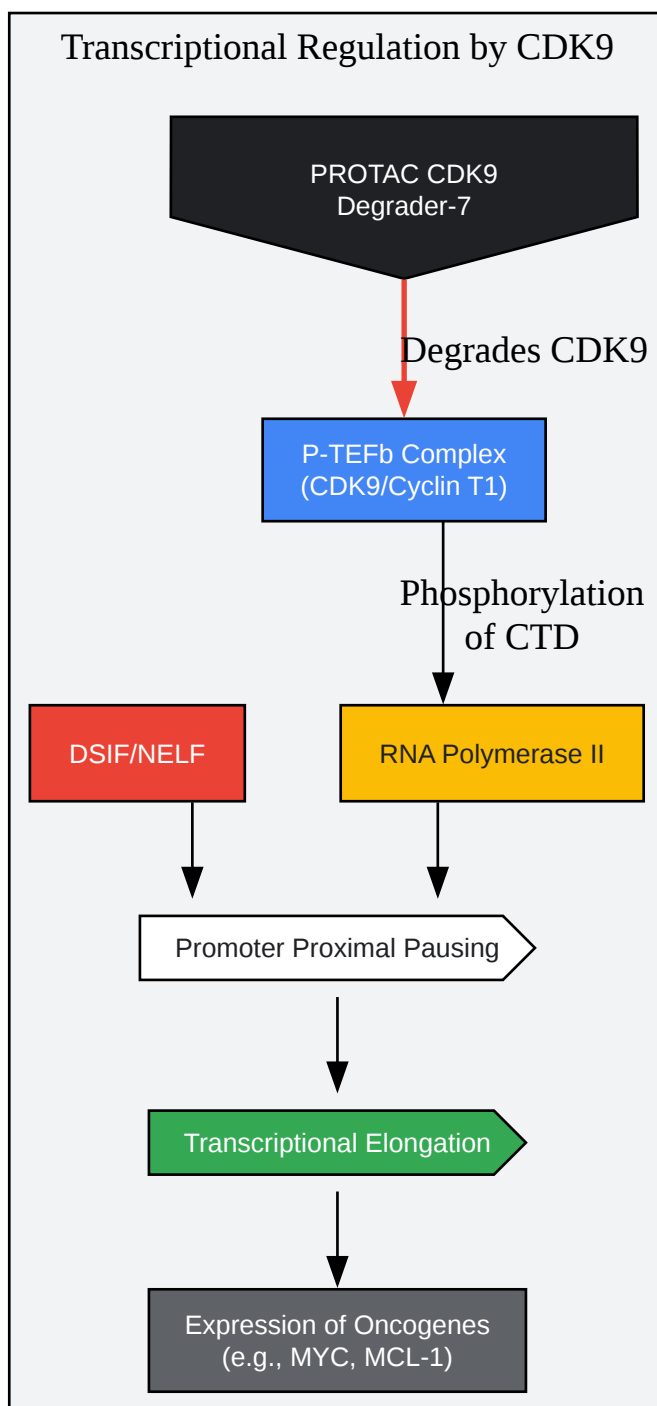 Transcriptional Regulation by CDK9
PROTAC CDK9
Degrader-7
Degrades CDK9
P-TEFb Complex
(CDK9/Cyclin T1)
Phosphorylation
of CTD
DSIF/NELF
RNA Polymerase II
Promoter Proximal Pausing
Transcriptional Elongation
Expression of Oncogenes
(e.g., MYC, MCL-1)